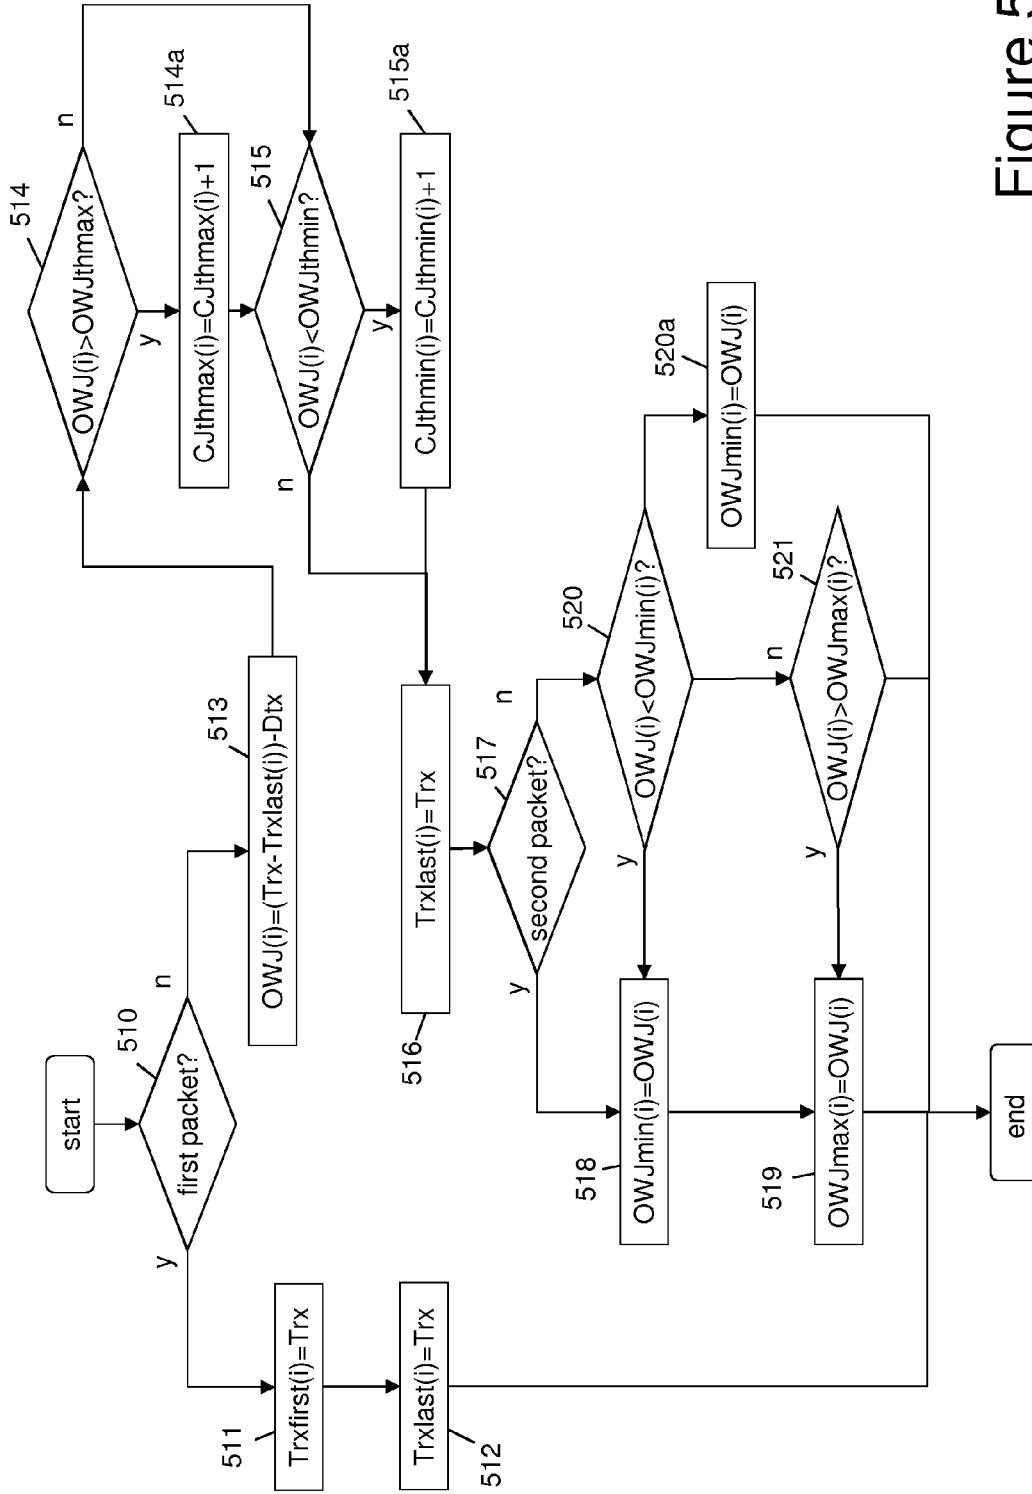 start
510
first packet?
y
n
511
Trxfirst(i)=Trx
512
Trxlast(i)=Trx
513
OWJ(i)=(Trx-Trxlast(i))-Dtx
514
OWJ(i)>OWJthmax?
n
y
514a
CJthmax(i)=CJthmax(i)+1
515
OWJ(i)<OWJthmin?
n
y
515a
CJthmin(i)=CJthmin(i)+1
516
Trxlast(i)=Trx
517
second packet?
y
n
518
OWJmin(i)=OWJ(i)
519
OWJmax(i)=OWJ(i)
520
OWJ(i)<OWJmin(i)?
y
n
520a
OWJmin(i)=OWJ(i)
521
OWJ(i)>OWJmax(i)?
y
end
Figure 5